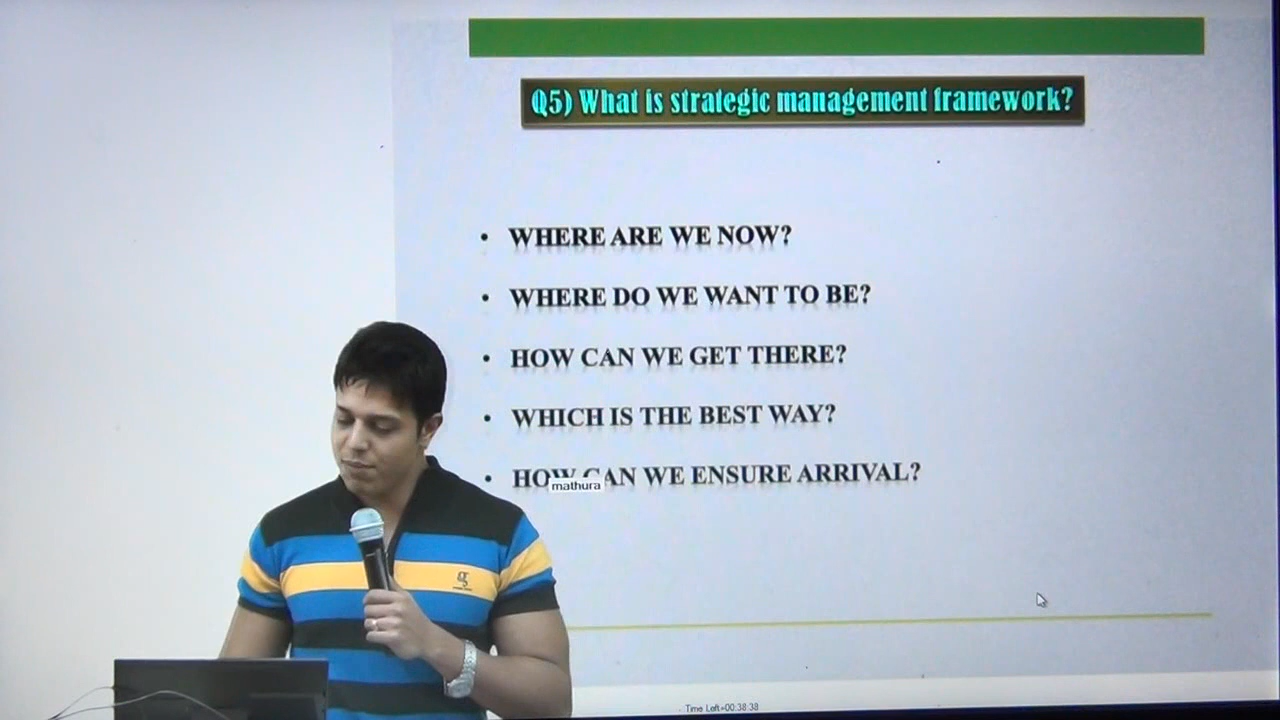 Q5) What is strategic management framework?
• WHERE ARE WE NOW?
• WHERE DO WE WANT TO BE?
• HOW CAN WE GET THERE?
• WHICH IS THE BEST WAY?
• HOW CAN WE ENSURE ARRIVAL?
mathura
Time Left=00:38:38